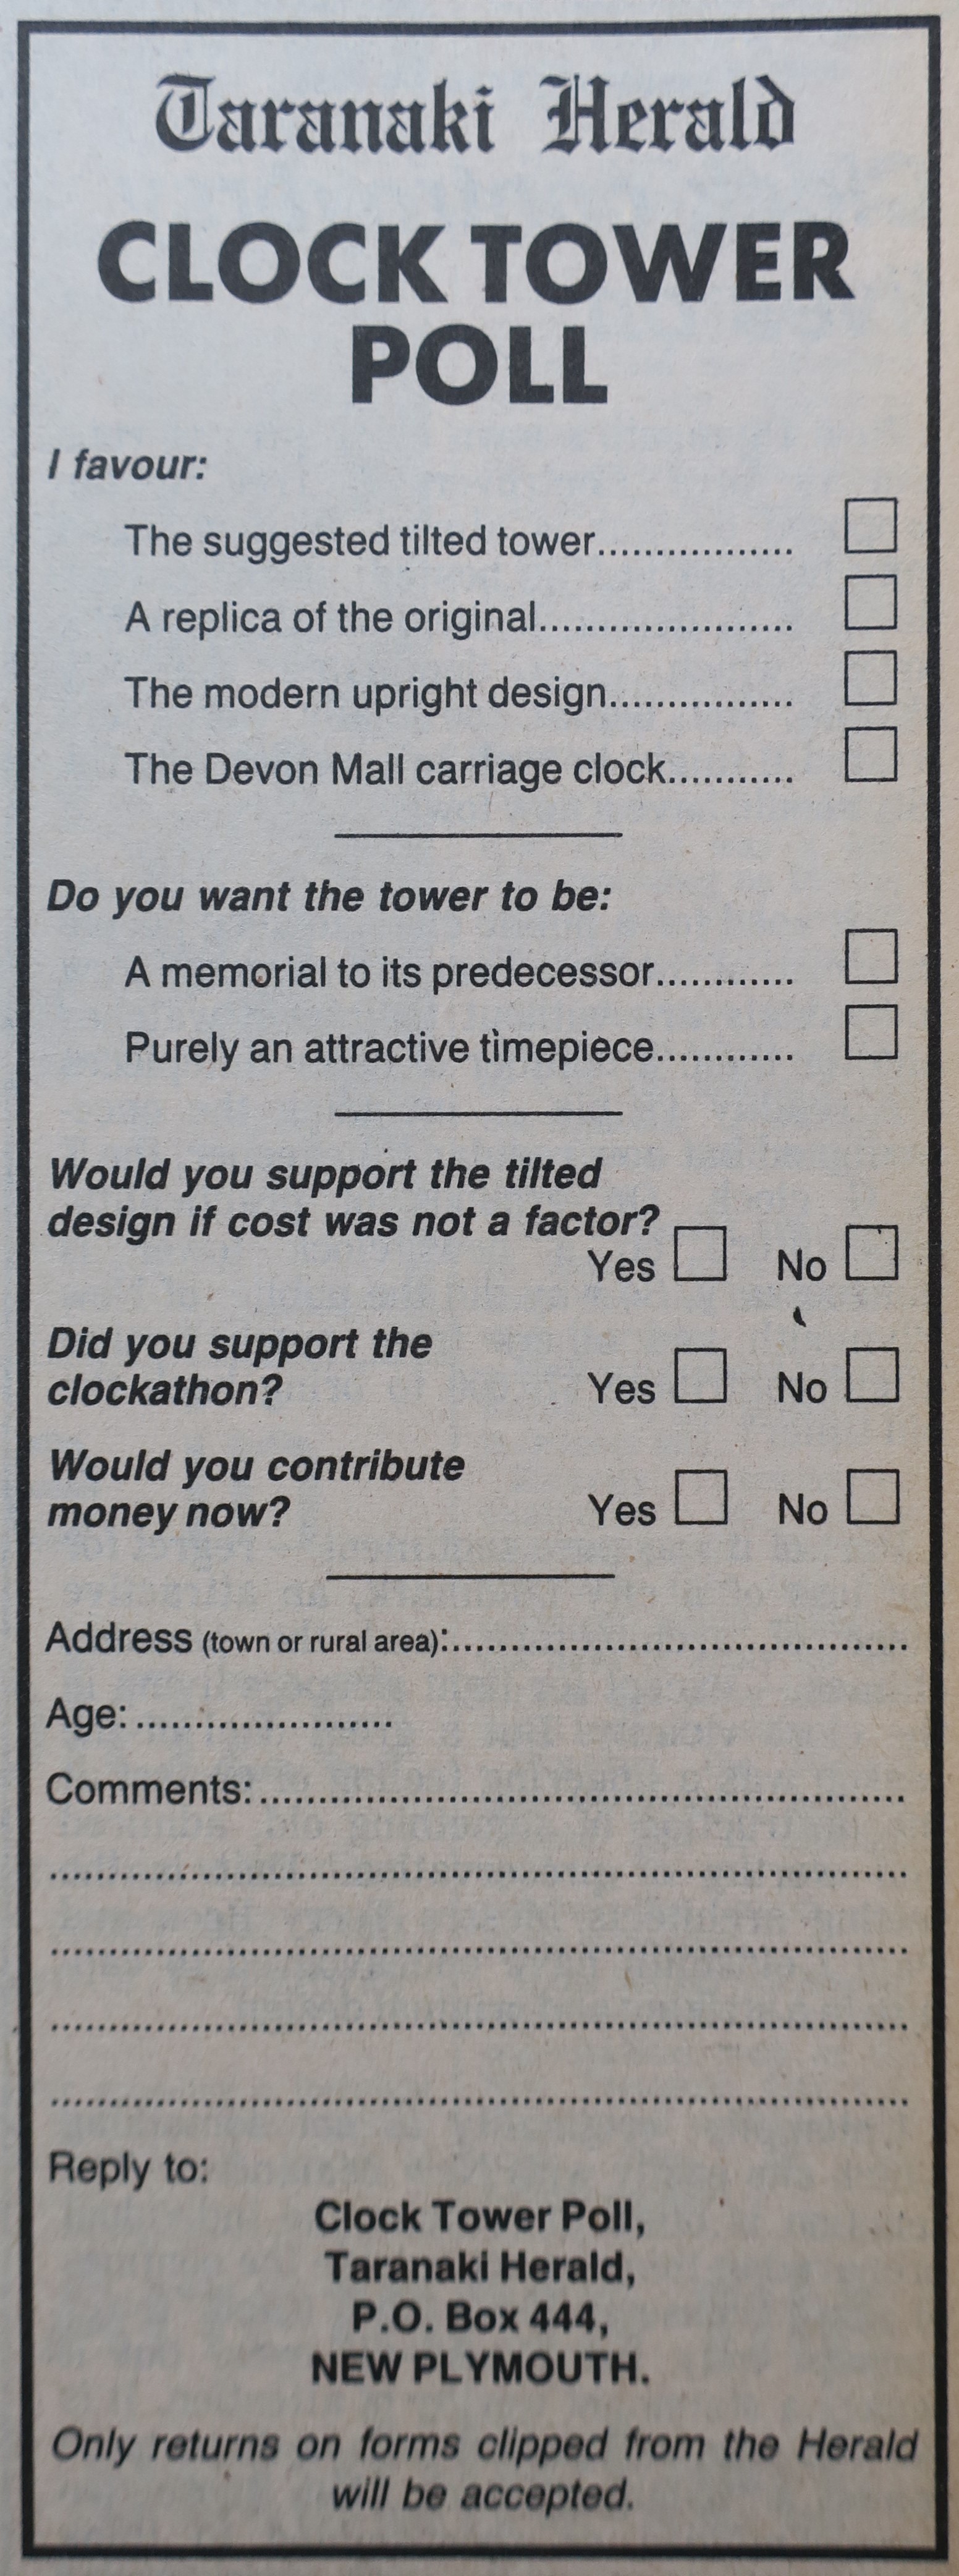 Taranaki Herald
CLOCK TOWER
POLL
I favour:
The suggested tilted tower.................
A replica of the original......................
The modern upright design................
The Devon Mall carriage clock...........
Do you want the tower to be:
A memorial to its predecessor............
Purely an attractive timepiece............
Would you support the tilted
design if cost was not a factor?
Yes No
Did you support the
clockathon? Yes No
Would you contribute
money now? Yes No
Address (town or rural area):.......................................
Age:......................
Comments:.......................................................
..........................................................................
..........................................................................
..........................................................................
..........................................................................
Reply to:
Clock Tower Poll,
Taranaki Herald,
P.O. Box 444,
NEW PLYMOUTH.
Only returns on forms clipped from the Herald
will be accepted.